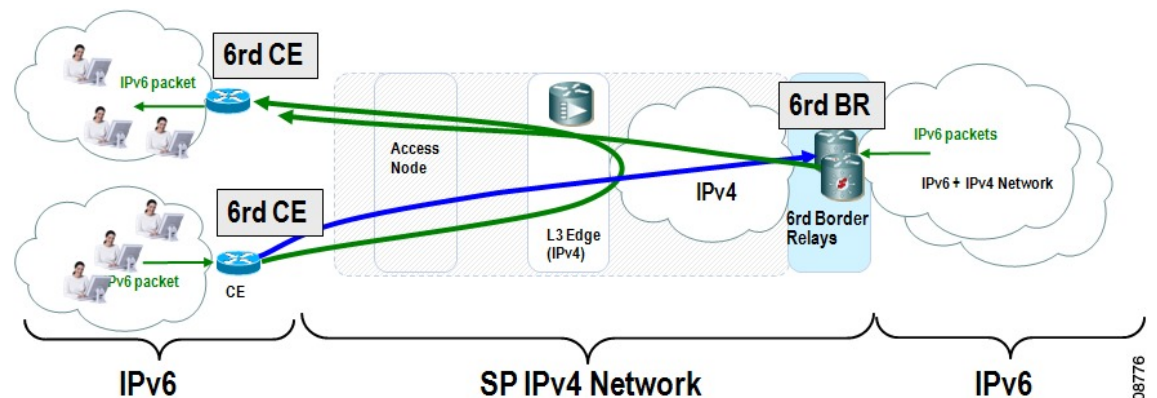 6rd CE
IPv6 packet
Access
Node
6rd BR
IPv6 packets
IPv4
IPv6 + IPv4 Network
6rd CE
L3 Edge
(IPv4)
6rd Border
Relays
Pv6 packet
CE
IPv6
SP IPv4 Network
IPv6
08776